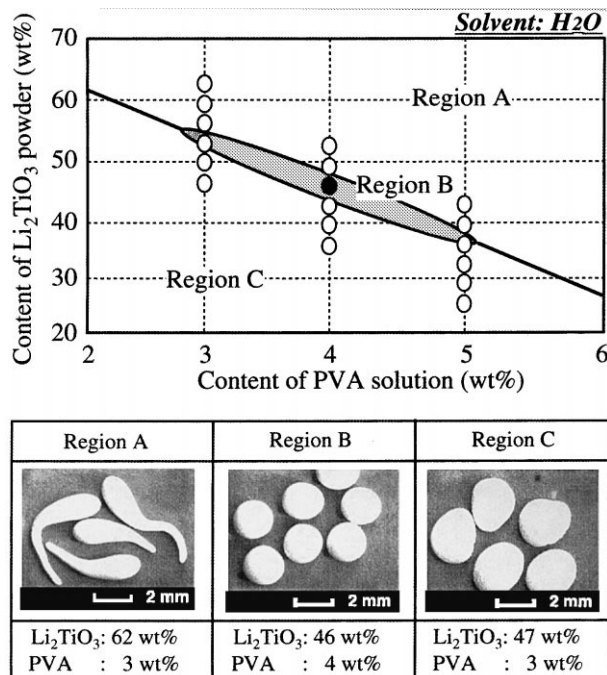 Solvent: H2O
Content of Li₂TiO₃ powder (wt%)
70
60
50
40
30
20
Region A
Region B
Region C
2 3 4 5 6
Content of PVA solution (wt%)
Region A Region B Region C
2 mm 2 mm 2 mm
Li₂TiO₃: 62 wt% Li₂TiO₃: 46 wt% Li₂TiO₃: 47 wt%
PVA : 3 wt% PVA : 4 wt% PVA : 3 wt%